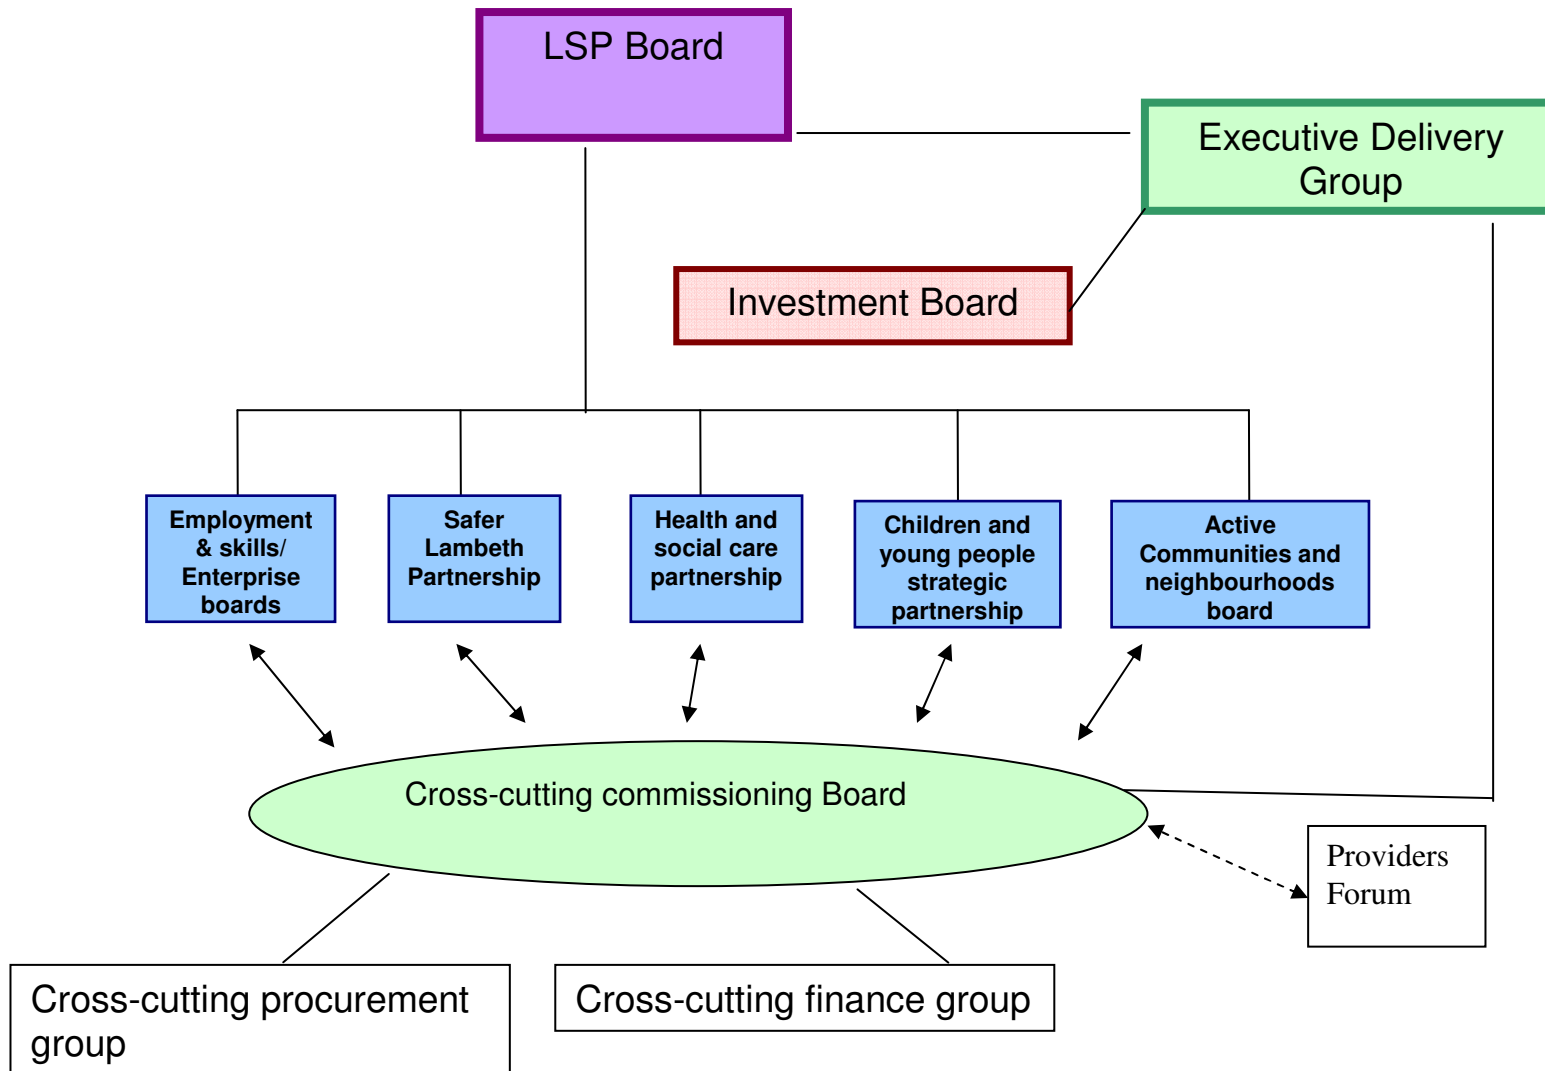 LSP Board
Executive Delivery
Group
Investment Board
Employment
& skills/
Enterprise
boards
Safer
Lambeth
Partnership
Health and
social care
partnership
Children and
young people
strategic
partnership
Active
Communities and
neighbourhoods
board
Cross-cutting commissioning Board
Providers
Forum
Cross-cutting procurement
group
Cross-cutting finance group